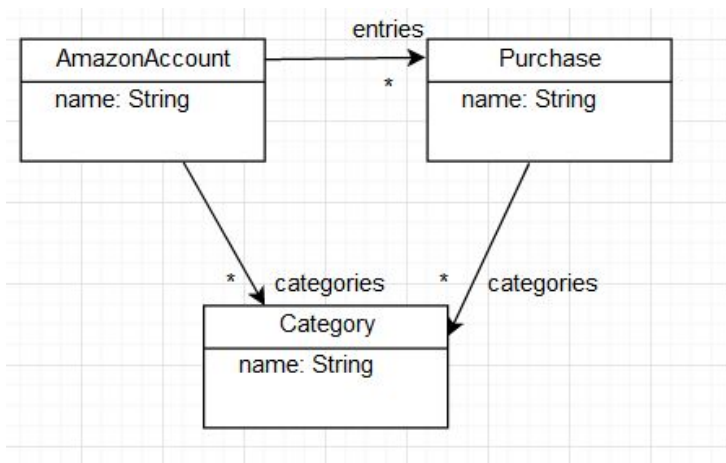 entries
AmazonAccount
Purchase
name: String
*
name: String
*
categories
*
categories
Category
name: String